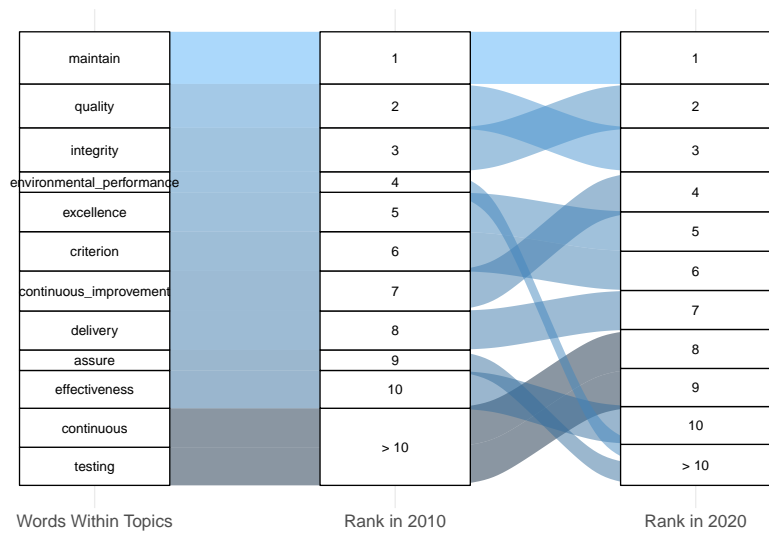 maintain 1 1
quality 2 2
integrity 3 3
environmental_performance 4 4
excellence 5 5
criterion 6 6
continuous_improvement 7 7
delivery 8 8
assure 9 9
effectiveness 10 10
continuous
> 10 > 10
testing
Words Within Topics Rank in 2010 Rank in 2020